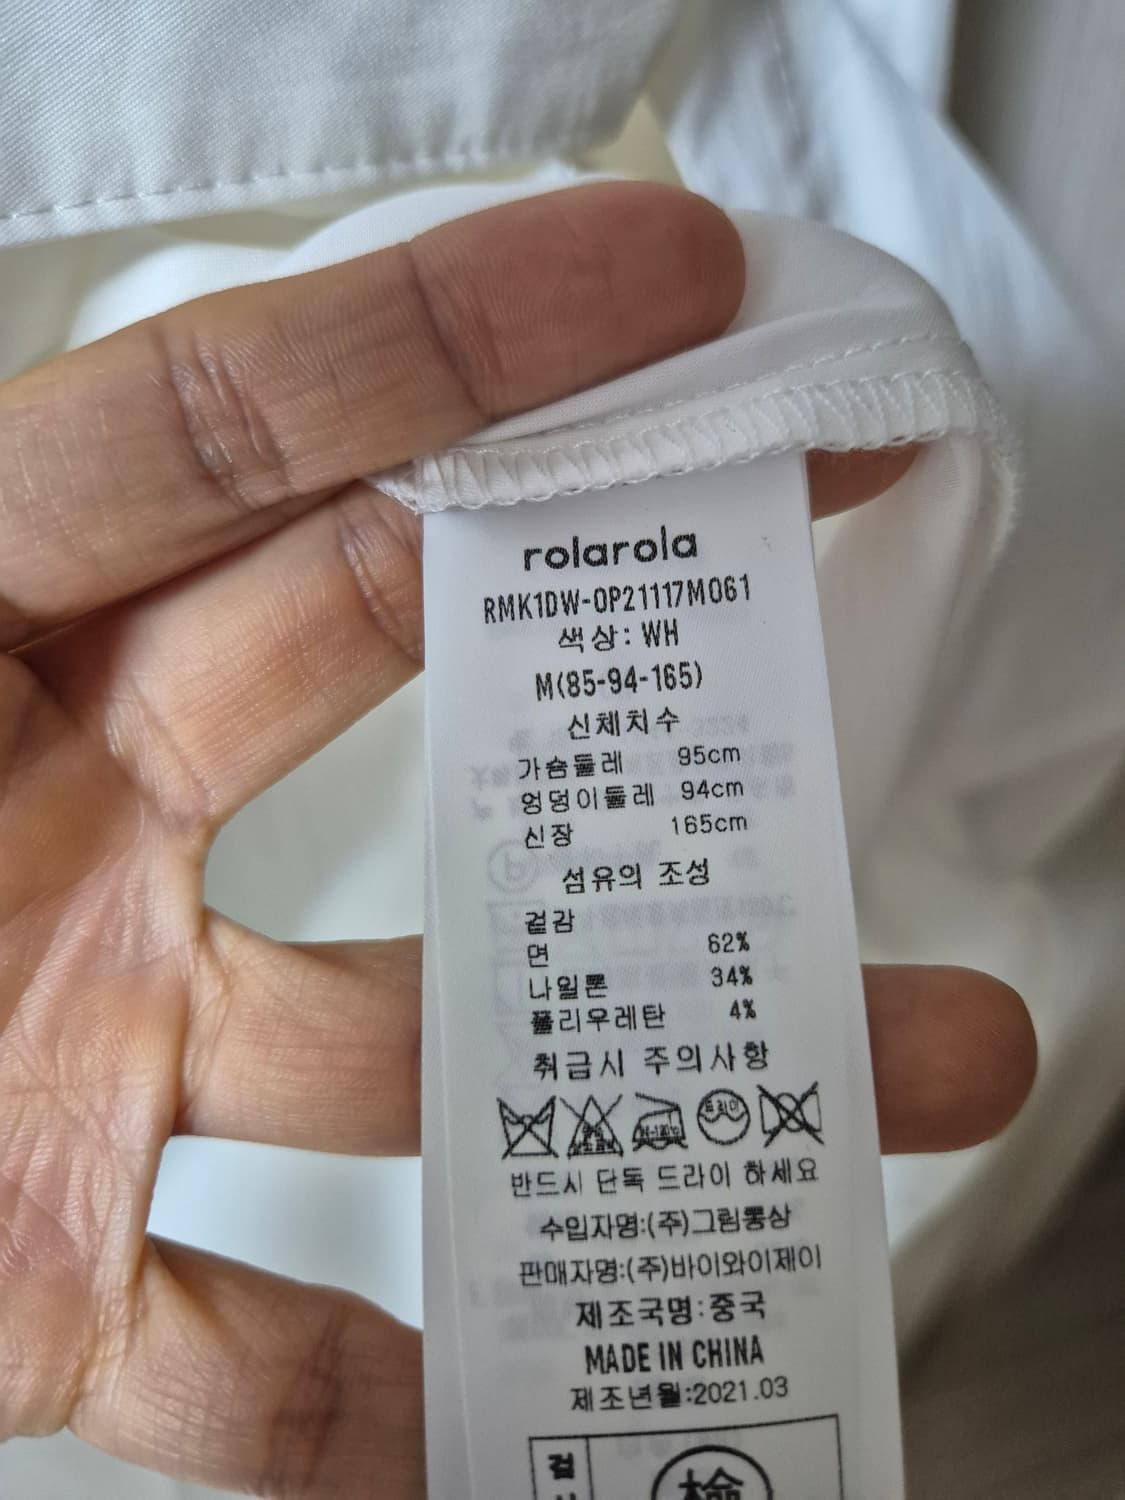 rolarola
RMK1DW-OP21117M061
색상: WH
M(85-94-165)
신체치수
가슴둘레 95cm
엉덩이둘레 94cm
신장 165cm
섬유의 조성
겉감
면 62%
나일론 34%
폴리우레탄 4%
취급시 주의사항
드라이
반드시 단독 드라이 하세요
수입자명:(주)그림통상
판매자명:(주)바이와이제이
제조국명:중국
MADE IN CHINA
제조년월:2021.03
검
檢